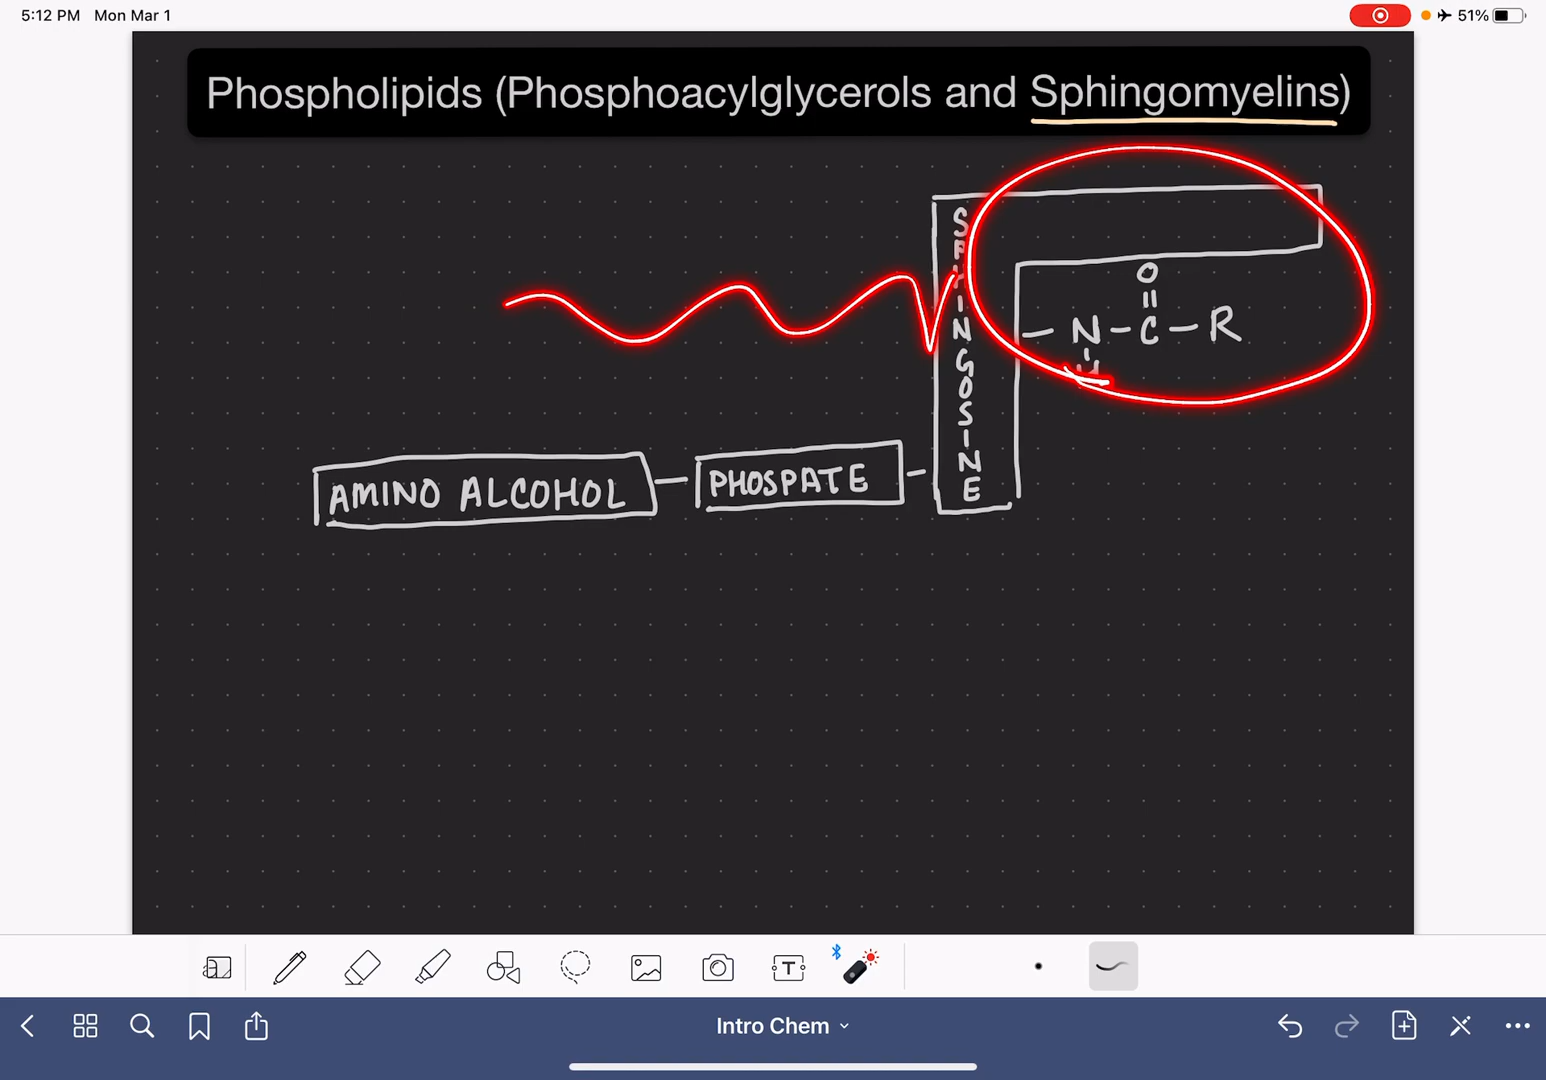 5:12 PM Mon Mar 1
51%
Phospholipids (Phosphoacylglycerols and Sphingomyelins)
SPHINGOSINE
O
N - C - R
H
AMINO ALCOHOL
PHOSPATE
Intro Chem